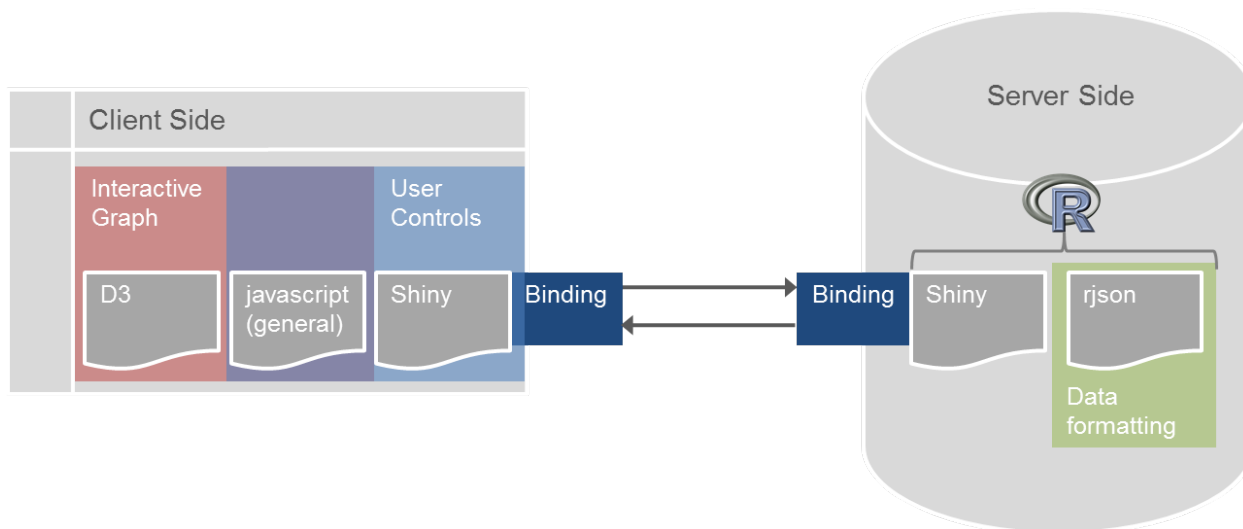 Client Side
Interactive
Graph
User
Controls
D3
javascript
(general)
Shiny
Binding
Server Side
R
Binding
Shiny
rjson
Data
formatting